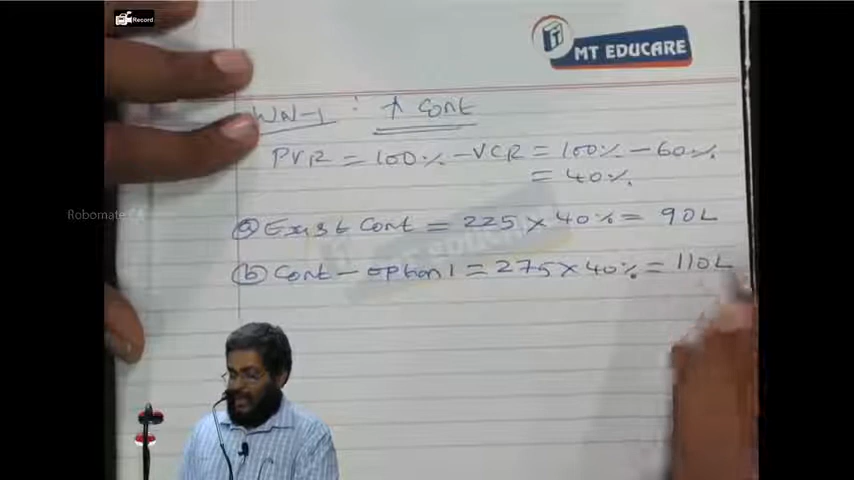 Record
MT EDUCARE
WN-1 : ↑ Cont
PVR = 100% - VCR = 100% - 60%
= 40%
Robomate
(a) Exist Cont = 225 × 40% = 90L
(b) Cont - option 1 = 275 × 40% = 110L